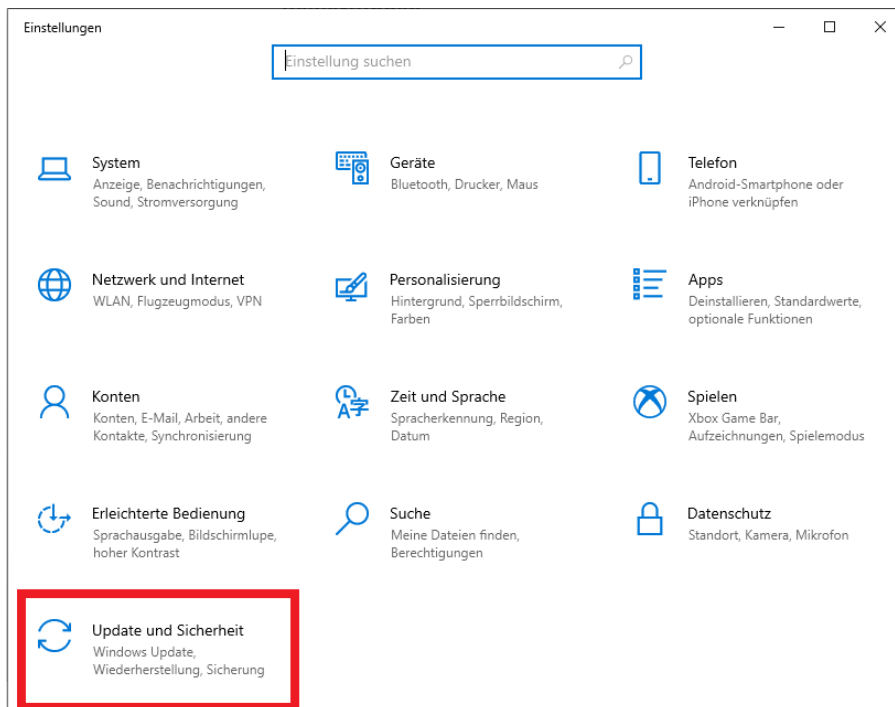 Einstellungen
Einstellung suchen
System
Anzeige, Benachrichtigungen,
Sound, Stromversorgung
Geräte
Bluetooth, Drucker, Maus
Telefon
Android-Smartphone oder
iPhone verknüpfen
Netzwerk und Internet
WLAN, Flugzeugmodus, VPN
Personalisierung
Hintergrund, Sperrbildschirm,
Farben
Apps
Deinstallieren, Standardwerte,
optionale Funktionen
Konten
Konten, E-Mail, Arbeit, andere
Kontakte, Synchronisierung
A字
Zeit und Sprache
Spracherkennung, Region,
Datum
Spielen
Xbox Game Bar,
Aufzeichnungen, Spielemodus
Erleichterte Bedienung
Sprachausgabe, Bildschirmlupe,
hoher Kontrast
Suche
Meine Dateien finden,
Berechtigungen
Datenschutz
Standort, Kamera, Mikrofon
Update und Sicherheit
Windows Update,
Wiederherstellung, Sicherung